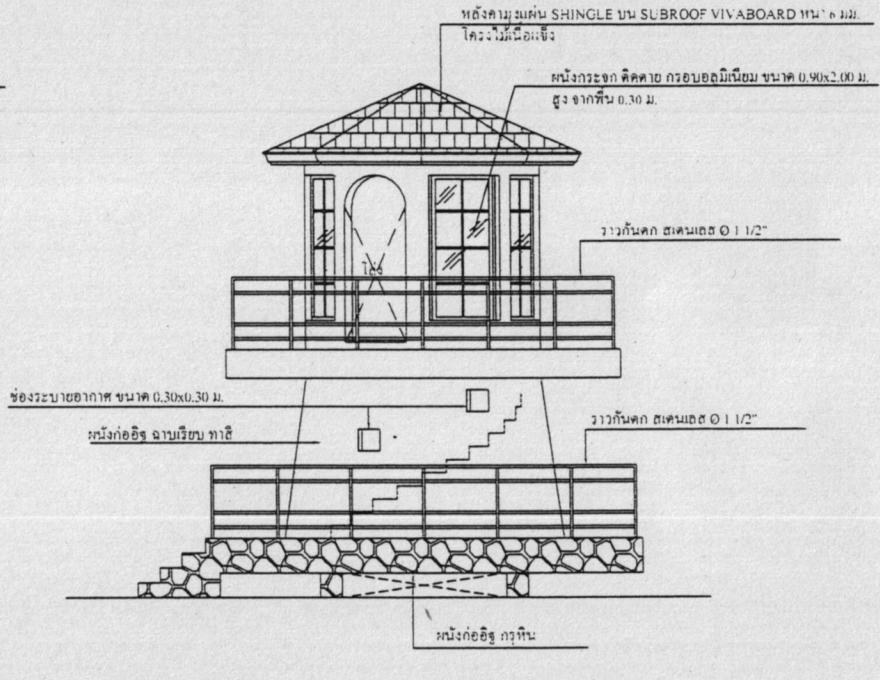 หลังคามุงแผ่น SHINGLE บน SUBROOF VIVABOARD หนา 6 มม.
โครงไม้เนื้อแข็ง
ผนังกระจก ติดตาย กรอบอลูมิเนียม ขนาด 0.90x2.00 ม.
สูง จากพื้น 0.30 ม.
ราวกันตก สแตนเลส Ø 1 1/2"
โล่ง
ช่องระบายอากาศ ขนาด 0.30x0.30 ม.
ผนังก่ออิฐ ฉาบเรียบ ทาสี
ราวกันตก สแตนเลส Ø 1 1/2"
ผนังก่ออิฐ กรุหิน